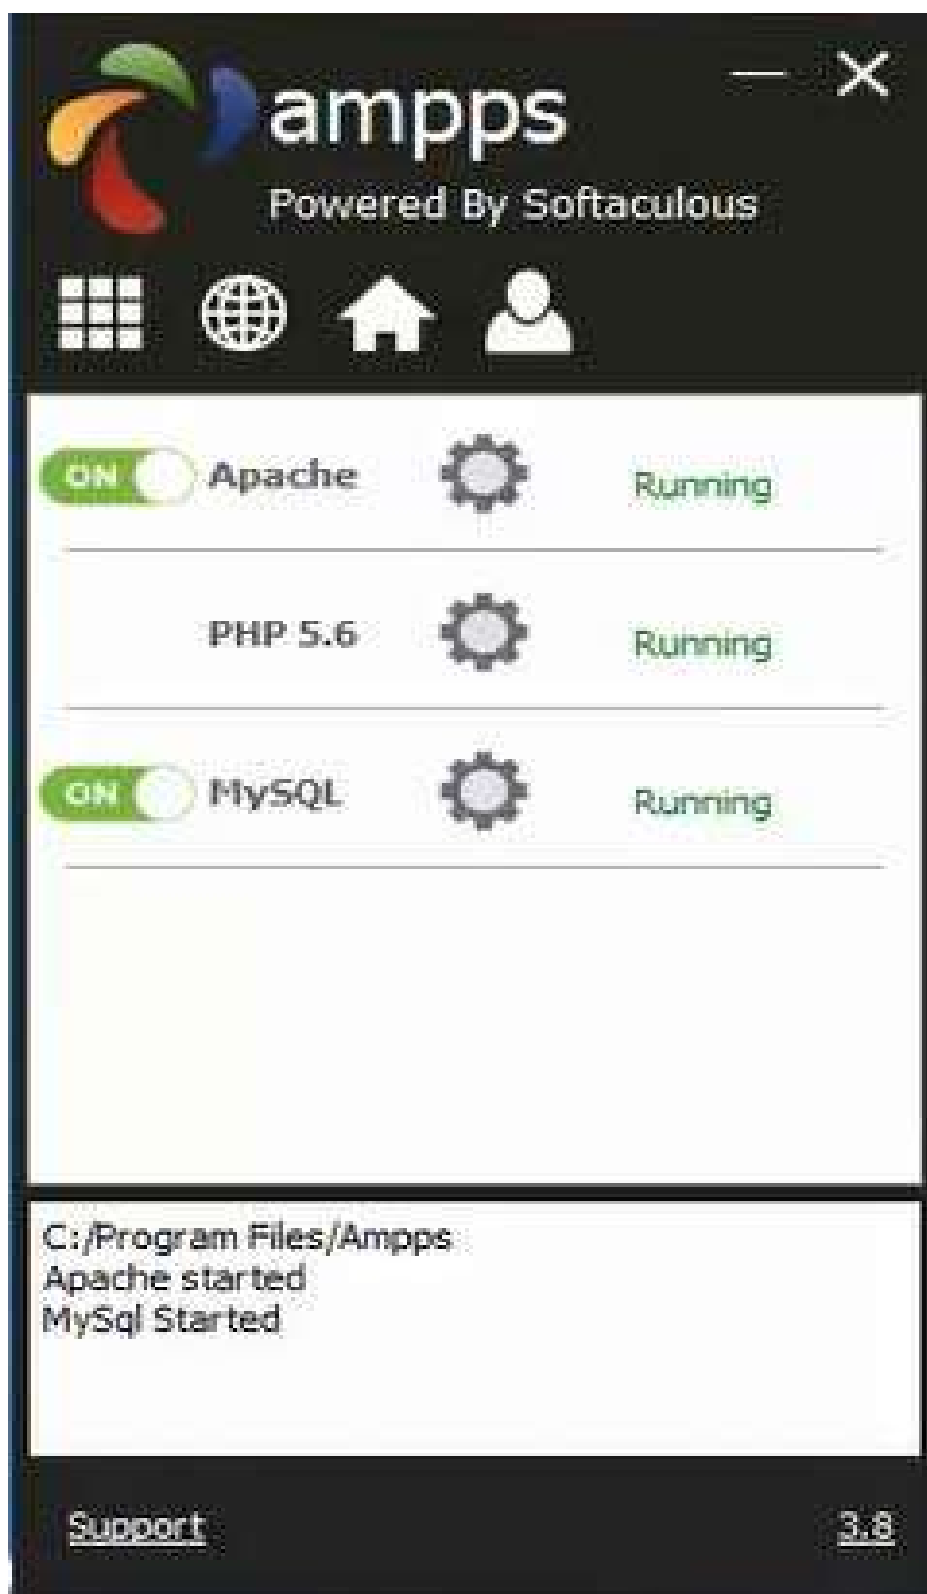 ampps
Powered By Softaculous
ON Apache Running
PHP 5.6 Running
ON MySQL Running
C:/Program Files/Ampps
Apache started
MySql Started
Support 3.8